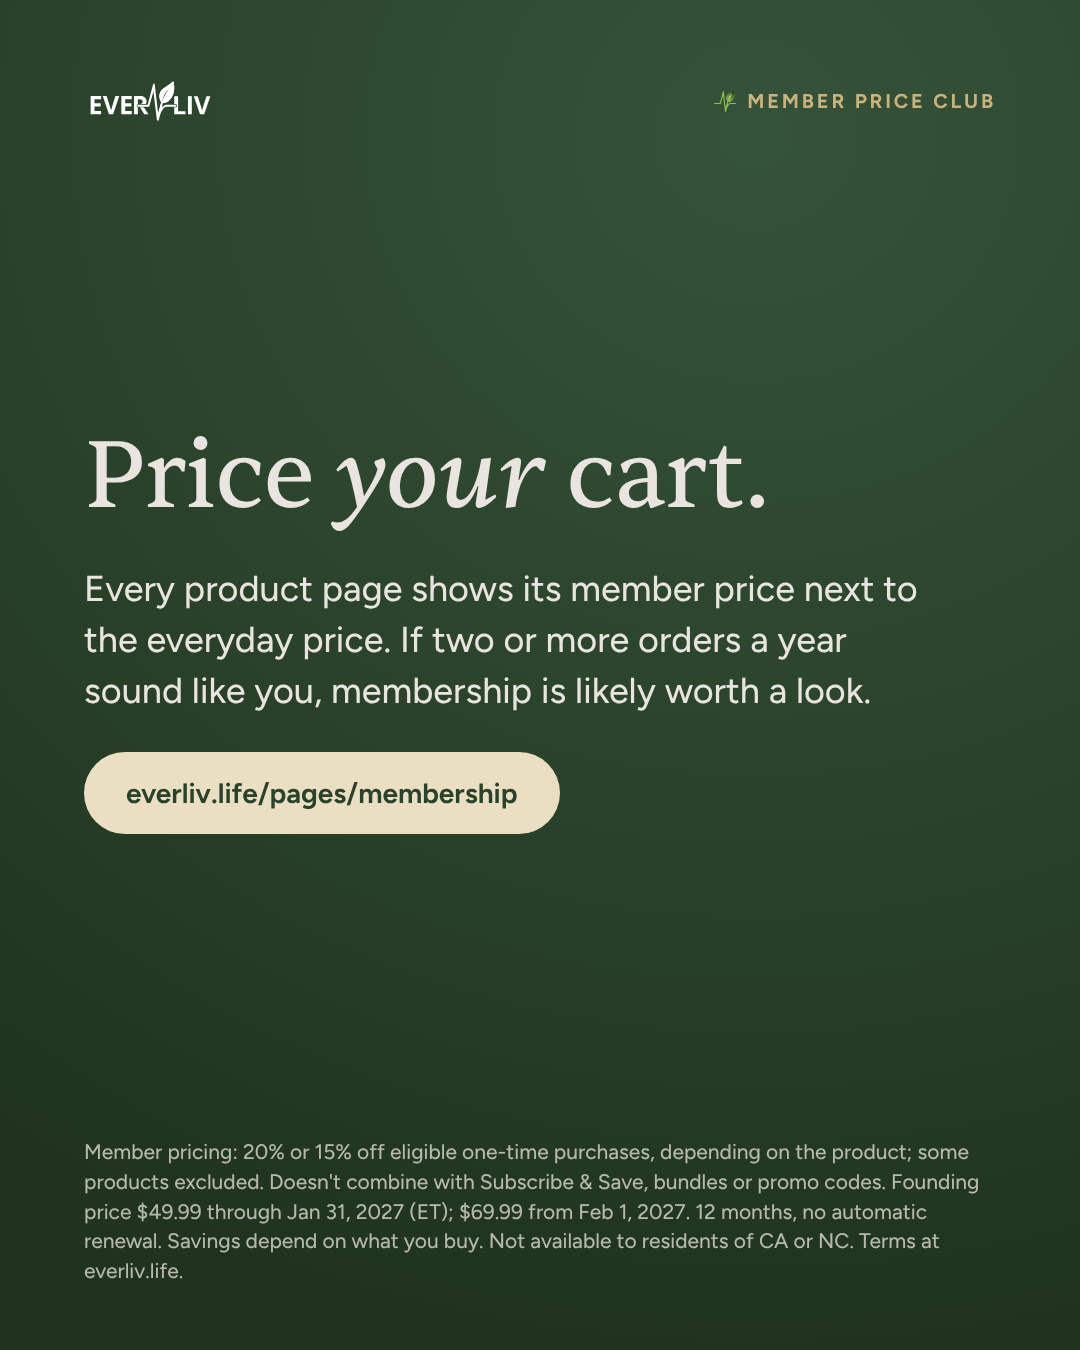 EVERLIV
MEMBER PRICE CLUB
Price your cart.
Every product page shows its member price next to
the everyday price. If two or more orders a year
sound like you, membership is likely worth a look.
everliv.life/pages/membership
Member pricing: 20% or 15% off eligible one-time purchases, depending on the product; some
products excluded. Doesn't combine with Subscribe & Save, bundles or promo codes. Founding
price $49.99 through Jan 31, 2027 (ET); $69.99 from Feb 1, 2027. 12 months, no automatic
renewal. Savings depend on what you buy. Not available to residents of CA or NC. Terms at
everliv.life.